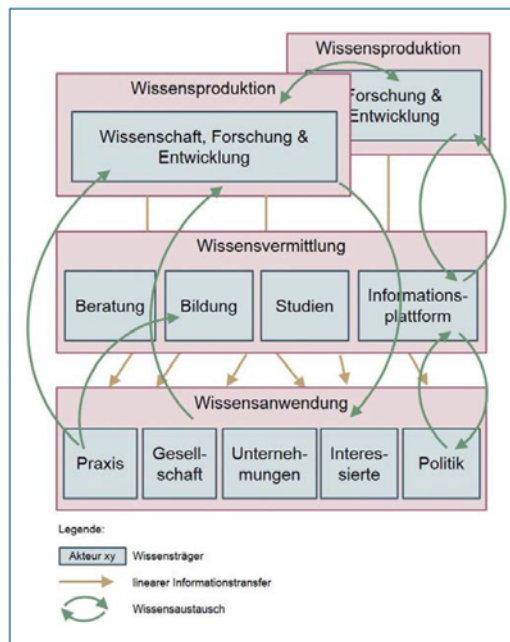 Wissensproduktion
Wissensproduktion
Forschung &
Entwicklung
Wissenschaft, Forschung &
Entwicklung
Wissensvermittlung
Beratung
Bildung
Studien
Informations-
plattform
Wissensanwendung
Praxis
Gesell-
schaft
Unterneh-
mungen
Interes-
sierte
Politik
Legende:
Akteur xy
Wissensträger
linearer Informationstransfer
Wissensaustausch